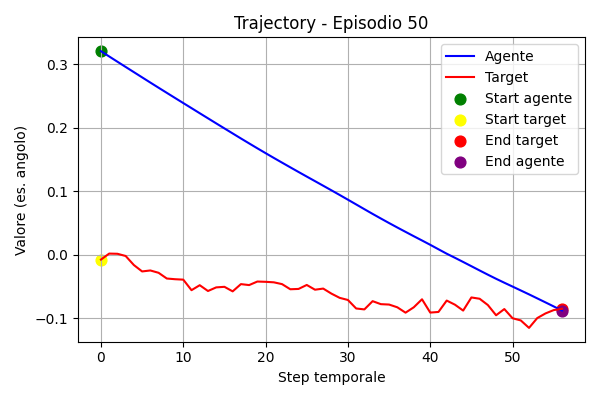 Trajectory - Episodio 50
Valore (es. angolo)
0.3
0.2
0.1
0.0
−0.1
Agente
Target
Start agente
Start target
End target
End agente
0 10 20 30 40 50
Step temporale